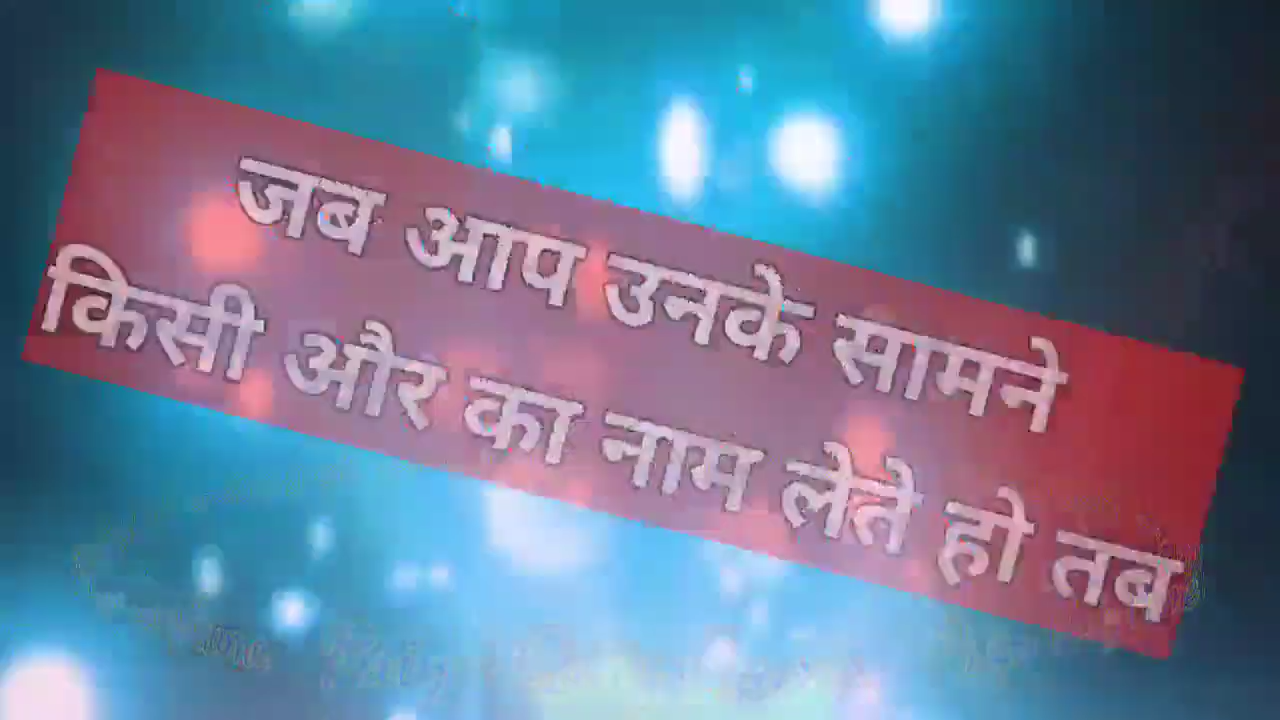 जब आप उनके सामने
किसी और का नाम लेते हो तब